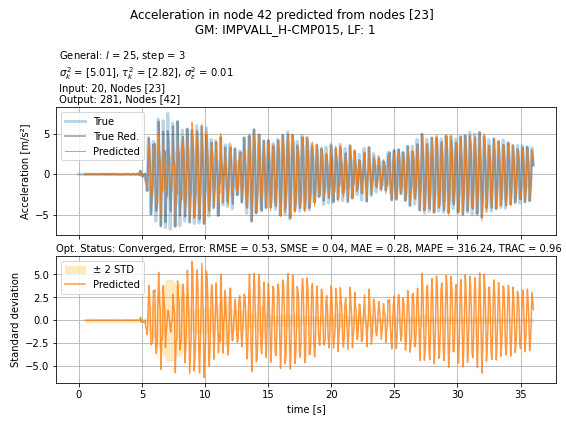 Acceleration in node 42 predicted from nodes [23]
GM: IMPVALL_H-CMP015, LF: 1
General: l = 25, step = 3
σ²ₖ = [5.01], τ²ₖ = [2.82], σ²ε = 0.01
Input: 20, Nodes [23]
Output: 281, Nodes [42]
True
True Red.
Predicted
Acceleration [m/s²]
5
0
−5
Opt. Status: Converged, Error: RMSE = 0.53, SMSE = 0.04, MAE = 0.28, MAPE = 316.24, TRAC = 0.96
± 2 STD
Predicted
Standard deviation
5.0
2.5
0.0
−2.5
−5.0
0 5 10 15 20 25 30 35
time [s]